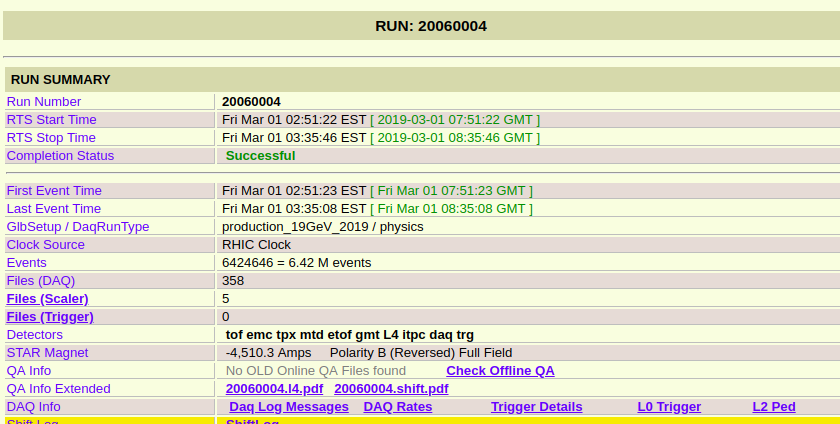 RUN: 20060004
RUN SUMMARY
Run Number 20060004
RTS Start Time Fri Mar 01 02:51:22 EST [ 2019-03-01 07:51:22 GMT ]
RTS Stop Time Fri Mar 01 03:35:46 EST [ 2019-03-01 08:35:46 GMT ]
Completion Status Successful
First Event Time Fri Mar 01 02:51:23 EST [ Fri Mar 01 07:51:23 GMT ]
Last Event Time Fri Mar 01 03:35:08 EST [ Fri Mar 01 08:35:08 GMT ]
GlbSetup / DaqRunType production_19GeV_2019 / physics
Clock Source RHIC Clock
Events 6424646 = 6.42 M events
Files (DAQ) 358
Files (Scaler) 5
Files (Trigger) 0
Detectors tof emc tpx mtd etof gmt L4 itpc daq trg
STAR Magnet -4,510.3 Amps Polarity B (Reversed) Full Field
QA Info No OLD Online QA Files found Check Offline QA
QA Info Extended 20060004.l4.pdf 20060004.shift.pdf
DAQ Info Daq Log Messages DAQ Rates Trigger Details L0 Trigger L2 Ped
Shift Log ShiftLog